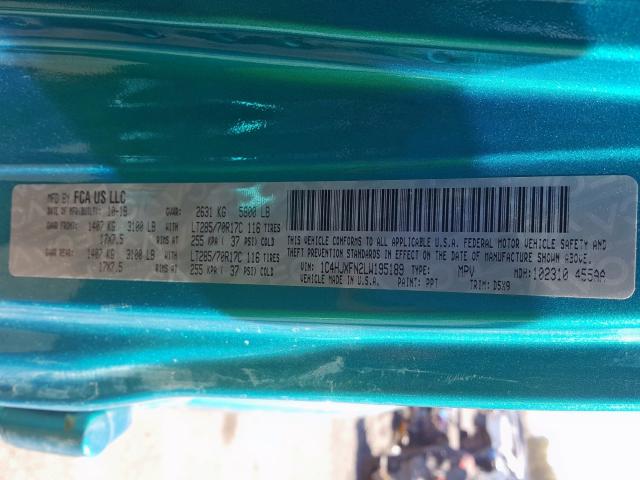 MFD BY FCA US LLC
DATE OF MFR/BUILT: 10-19 GVWR: 2631 KG 5800 LB
GAWR FRONT 1407 KG 3100 LB WITH LT285/70R17C 116 TIRES
17X7.5 RIMS AT 255 KPA ( 37 PSI) COLD
GAWR REAR 1407 KG 3100 LB WITH LT285/70R17C 116 TIRES
17X7.5 RIMS AT 255 KPA ( 37 PSI) COLD
THIS VEHICLE CONFORMS TO ALL APPLICABLE U.S.A. FEDERAL MOTOR VEHICLE SAFETY AND
THEFT PREVENTION STANDARDS IN EFFECT ON THE DATE OF MANUFACTURE SHOWN ABOVE.
VIN: 1C4HJXFN2LW195189 TYPE: MPV MDH: 102310 455AA
VEHICLE MADE IN U.S.A. PAINT: PPT TRIM: D5X9